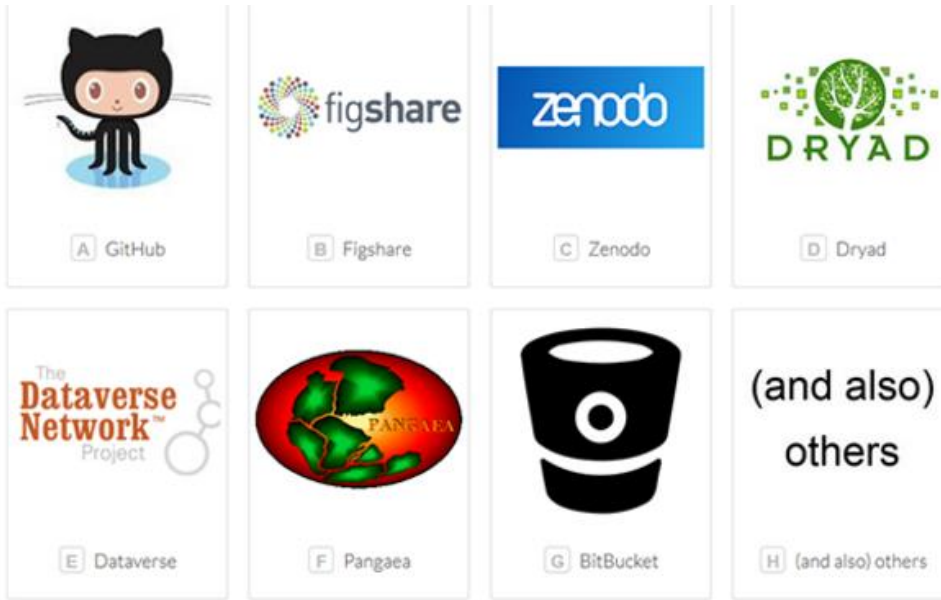 figshare
zenodo
DRYAD
A GitHub
B Figshare
C Zenodo
D Dryad
The
Dataverse
Network™
Project
PANGAEA
(and also)
others
E Dataverse
F Pangaea
G BitBucket
H (and also) others